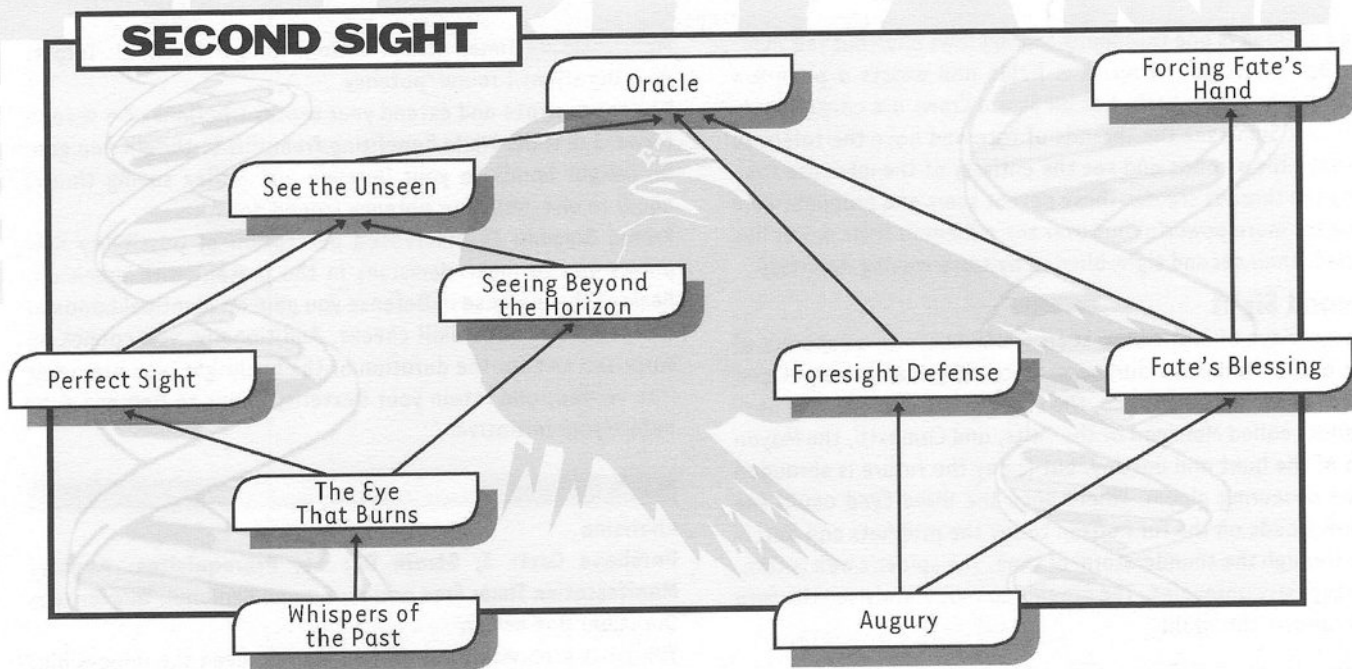 SECOND SIGHT
Oracle
Forcing Fate's
Hand
See the Unseen
Seeing Beyond
the Horizon
Perfect Sight
Foresight Defense
Fate's Blessing
The Eye
That Burns
Whispers of
the Past
Augury